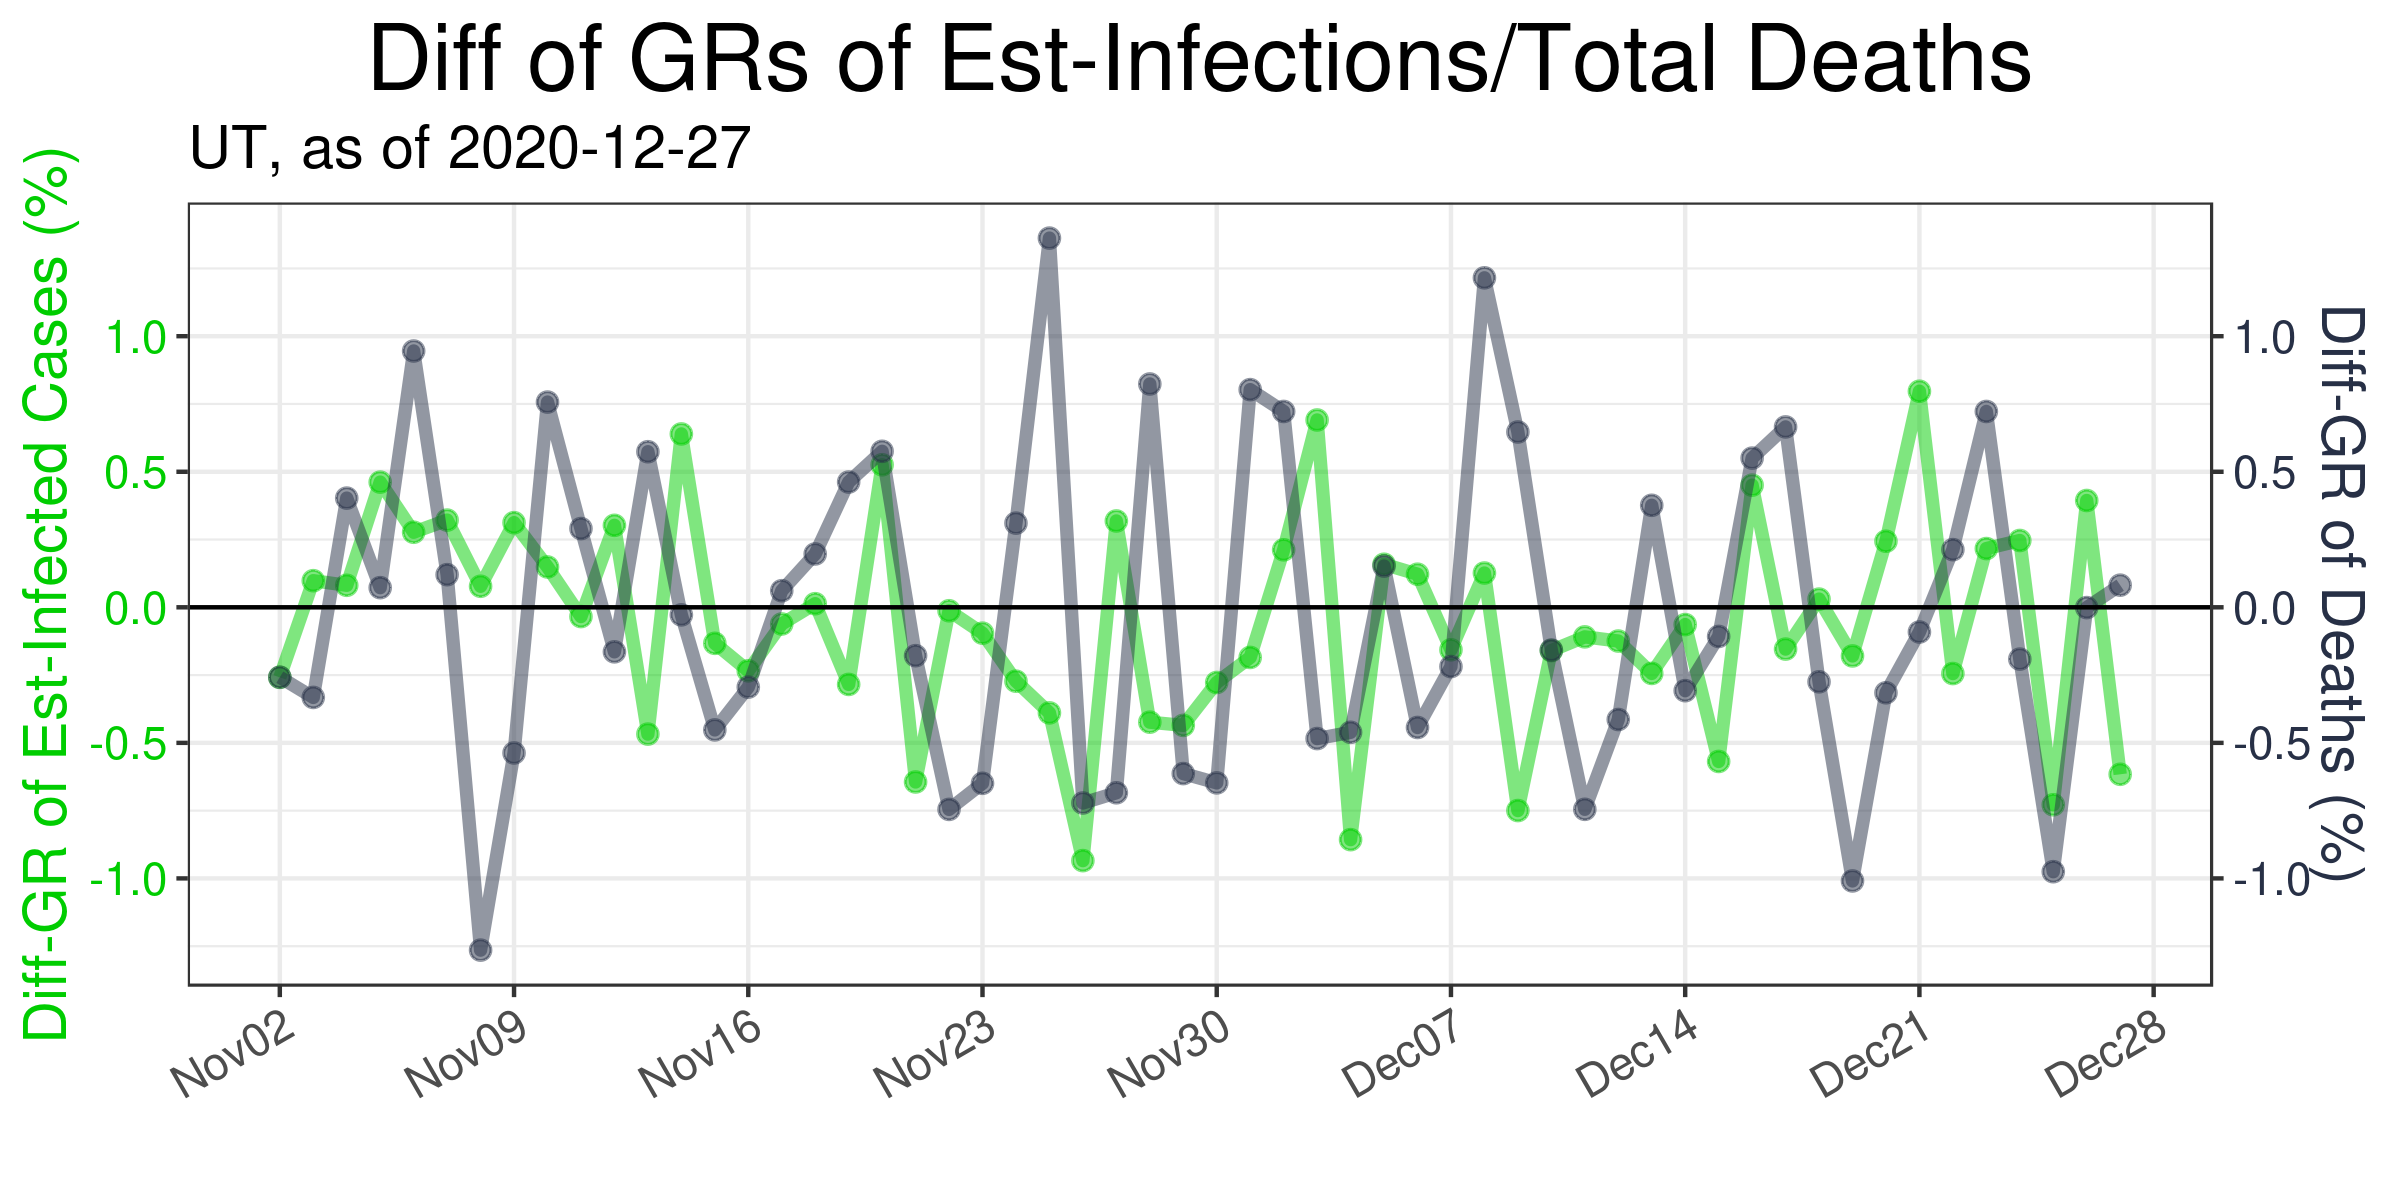 Diff of GRs of Est-Infections/Total Deaths
UT, as of 2020-12-27
Diff-GR of Est-Infected Cases (%)
1.0
0.5
0.0
-0.5
-1.0
1.0
0.5
0.0
-0.5
-1.0
Diff-GR of Deaths (%)
Nov02 Nov09 Nov16 Nov23 Nov30 Dec07 Dec14 Dec21 Dec28